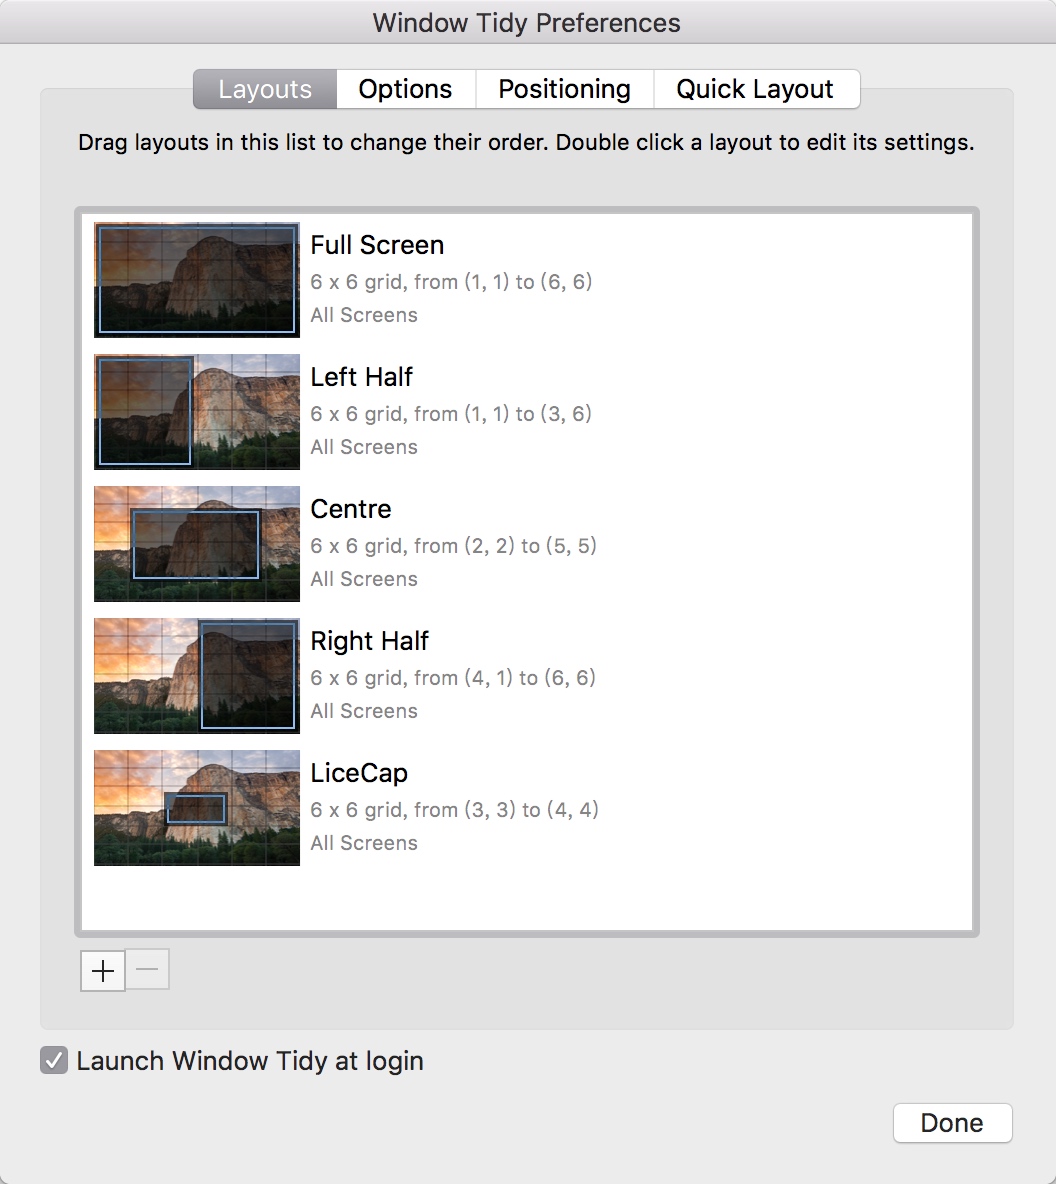 Window Tidy Preferences
Layouts Options Positioning Quick Layout
Drag layouts in this list to change their order. Double click a layout to edit its settings.
Full Screen
6 x 6 grid, from (1, 1) to (6, 6)
All Screens
Left Half
6 x 6 grid, from (1, 1) to (3, 6)
All Screens
Centre
6 x 6 grid, from (2, 2) to (5, 5)
All Screens
Right Half
6 x 6 grid, from (4, 1) to (6, 6)
All Screens
LiceCap
6 x 6 grid, from (3, 3) to (4, 4)
All Screens
Launch Window Tidy at login
Done